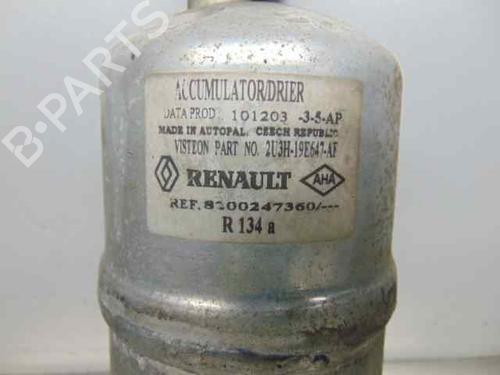 ACCUMULATOR/DRIER
DATA PROD 101203 -3-5-AP
MADE IN AUTOPAL, CZECH REPUBLIC
VISTEON PART NO. 2U3H-19E647-AF
RENAULT AHA
REF. 8200247360/---
R 134 a